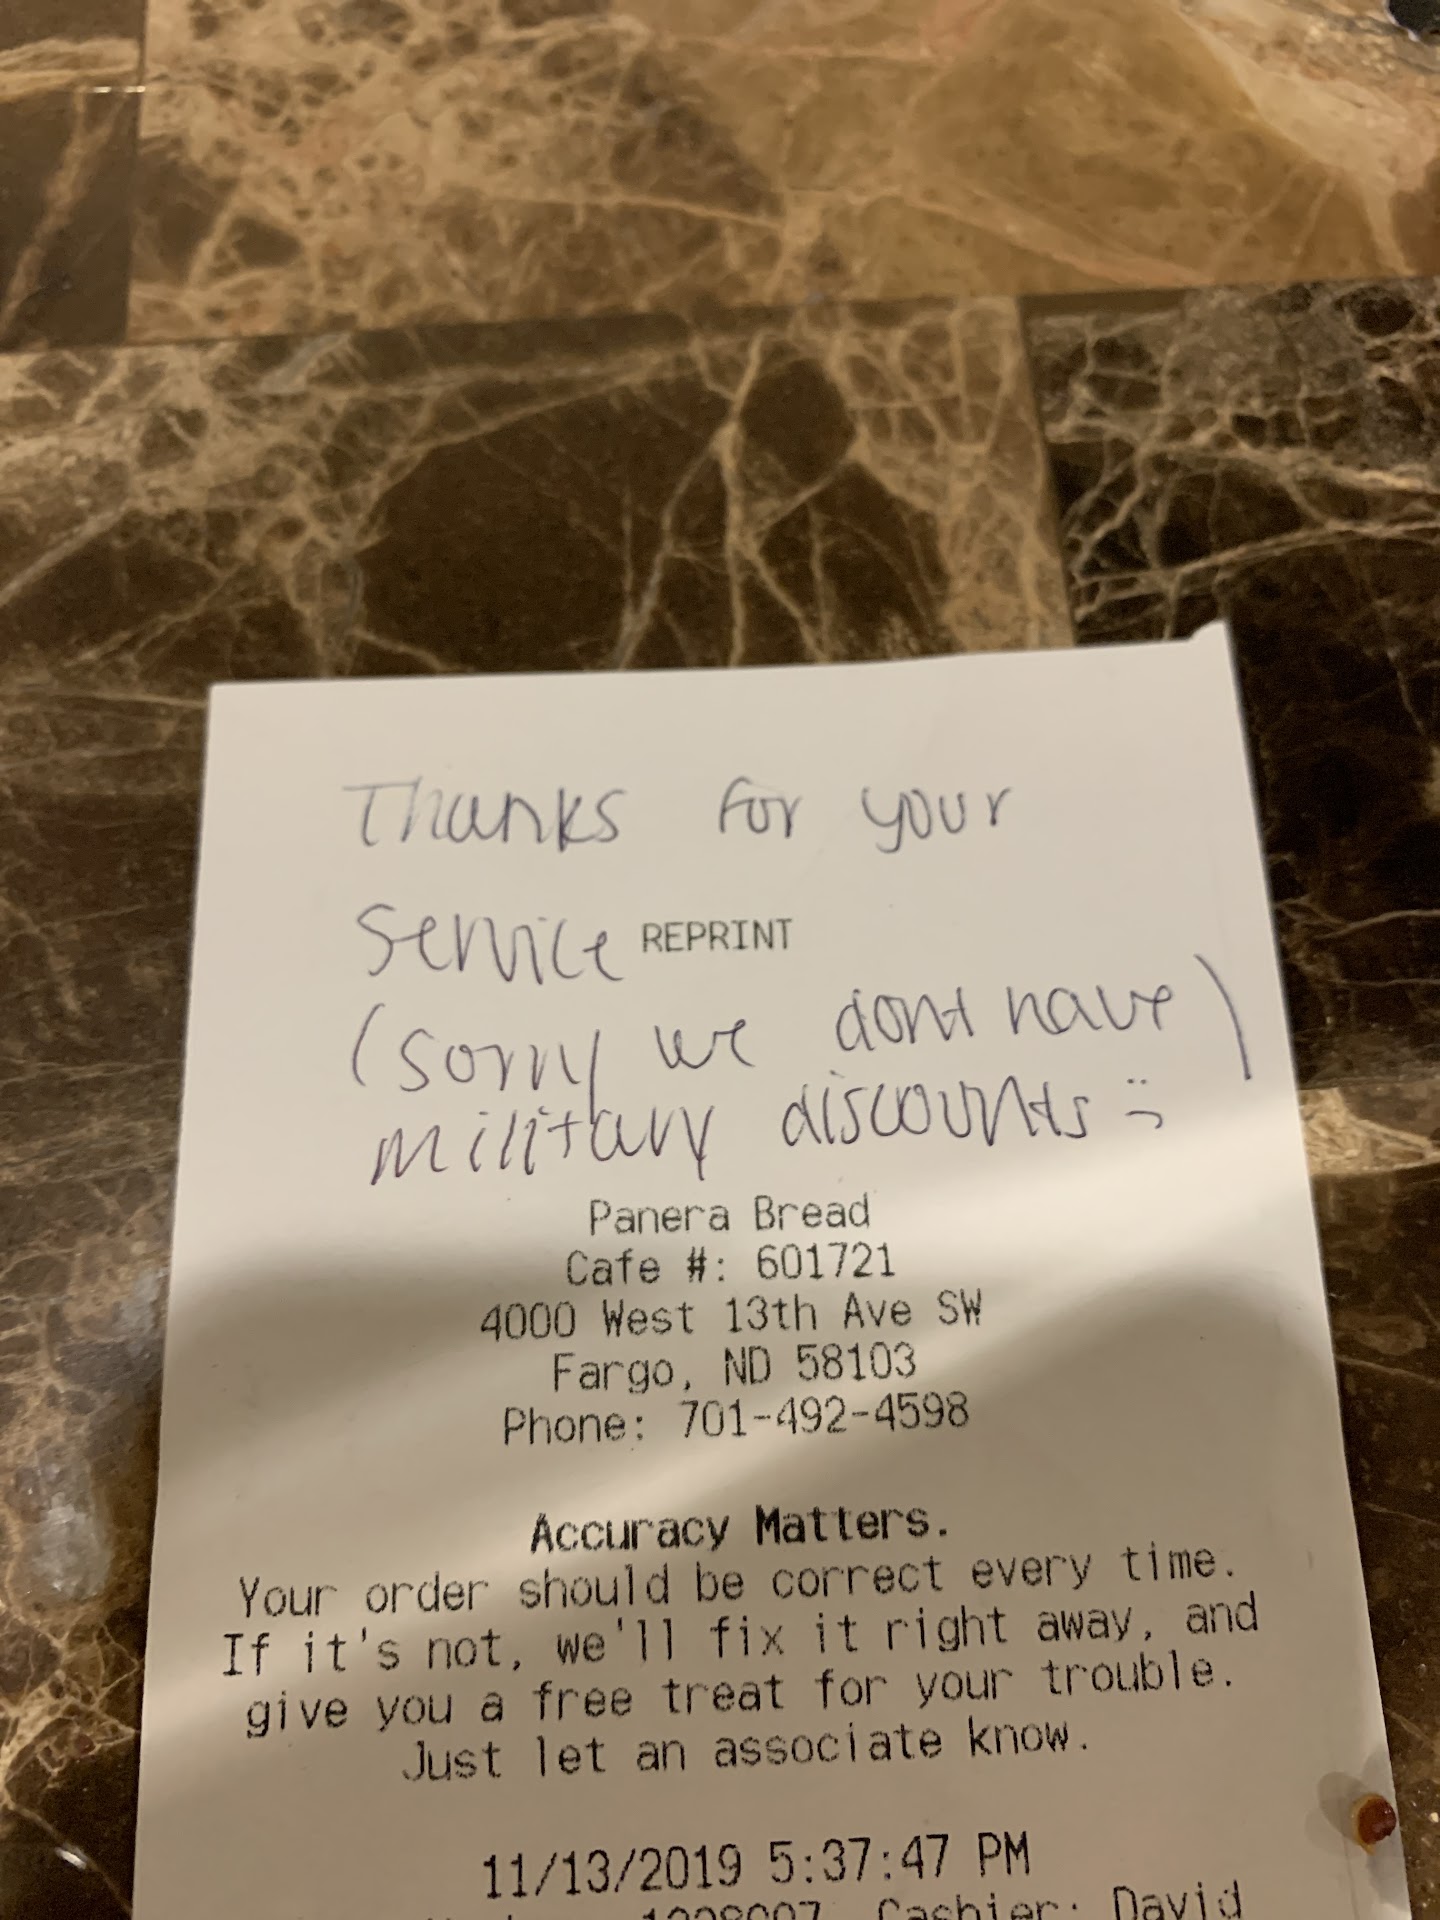 Thanks for your
Service REPRINT
(sorry we dont have)
military discounts :(
Panera Bread
Cafe #: 601721
4000 West 13th Ave SW
Fargo, ND 58103
Phone: 701-492-4598
Accuracy Matters.
Your order should be correct every time.
If it's not, we'll fix it right away, and
give you a free treat for your trouble.
Just let an associate know.
11/13/2019 5:37:47 PM
Cashier: David